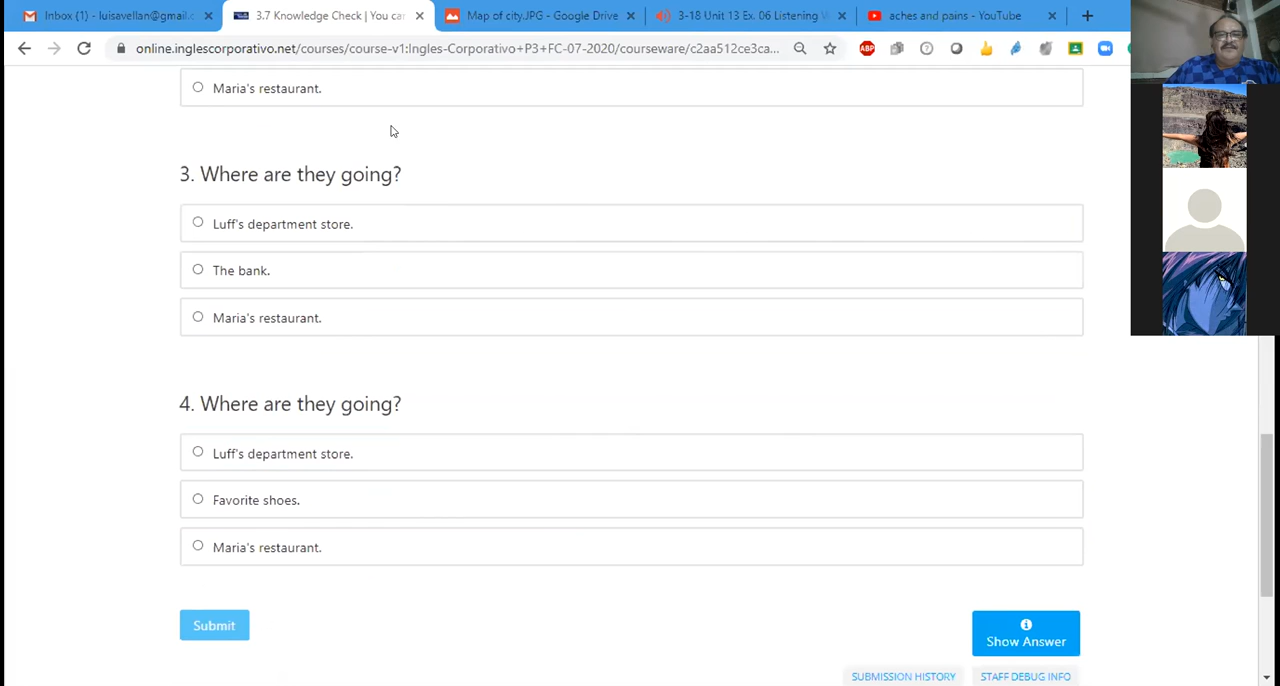 Inbox (1) - luisavellan@gmail.c
3.7 Knowledge Check | You can
Map of city.JPG - Google Drive
3-18 Unit 13 Ex. 06 Listening
aches and pains - YouTube
online.inglescorporativo.net/courses/course-v1:Ingles-Corporativo+P3+FC-07-2020/courseware/c2aa512ce3ca...
ABP
Maria's restaurant.
3. Where are they going?
Luff's department store.
The bank.
Maria's restaurant.
4. Where are they going?
Luff's department store.
Favorite shoes.
Maria's restaurant.
Submit
Show Answer
SUBMISSION HISTORY
STAFF DEBUG INFO